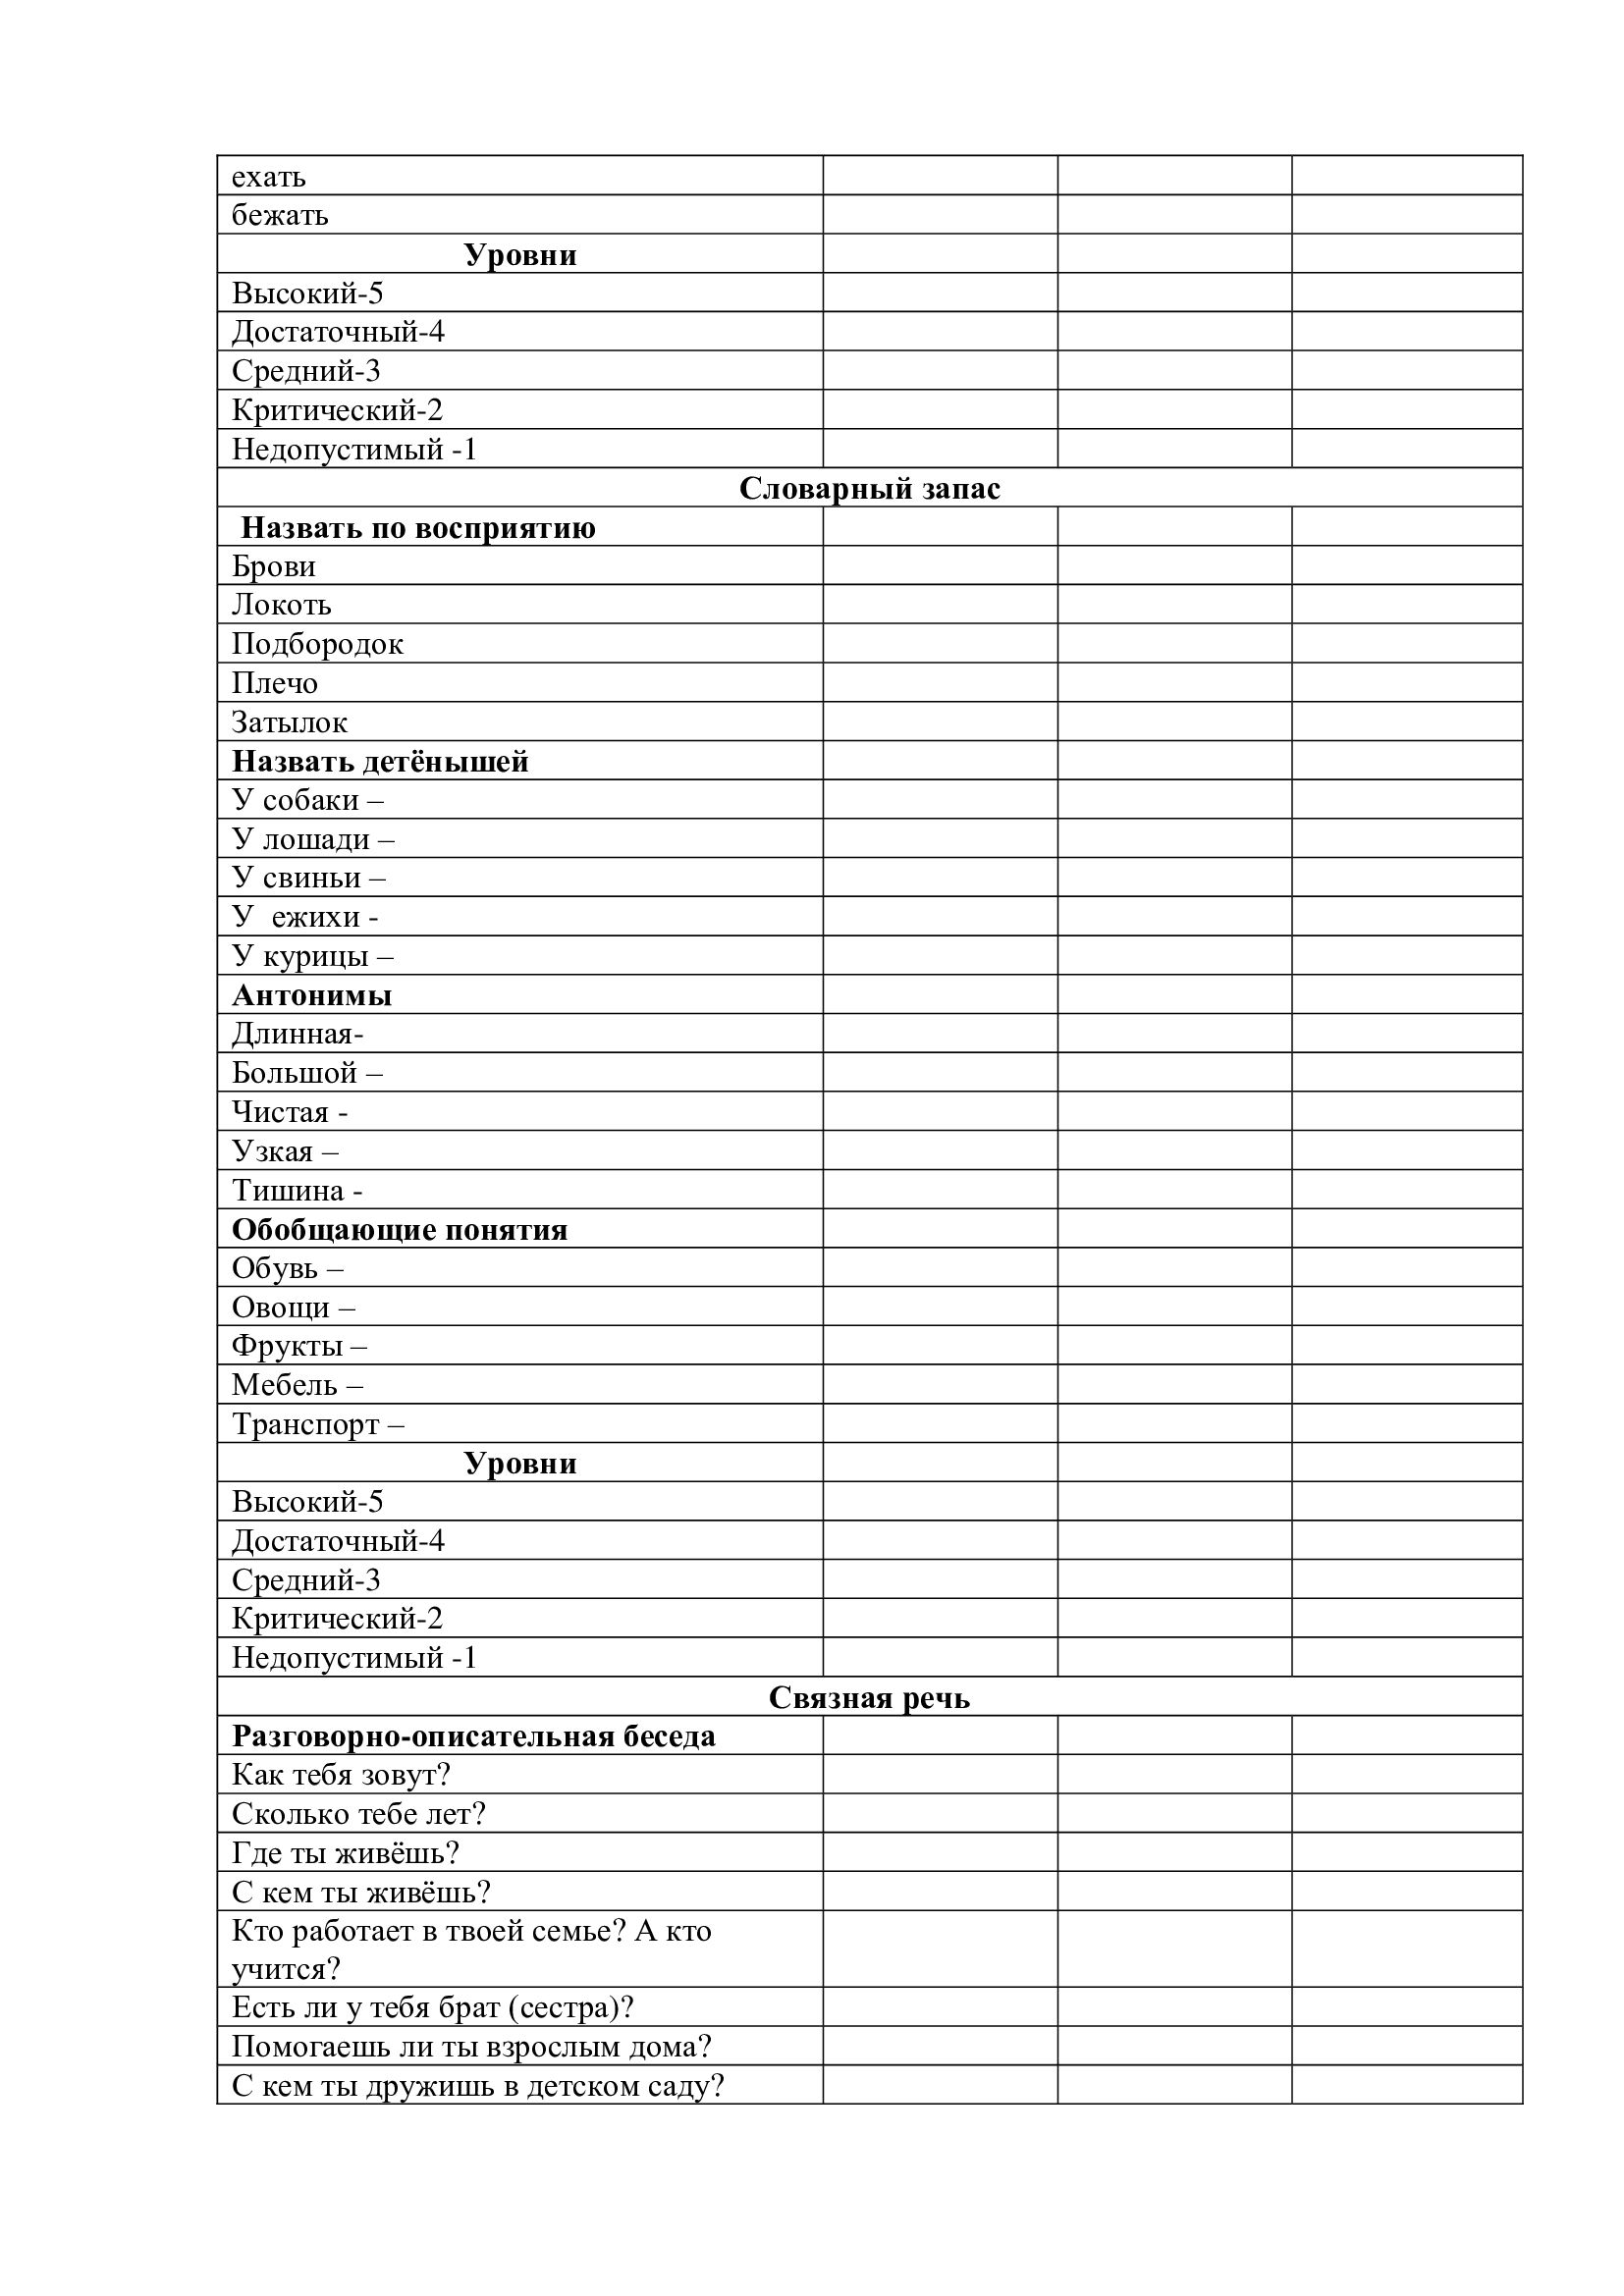 ехать
бежать
Уровни
Высокий-5
Достаточный-4
Средний-3
Критический-2
Недопустимый -1
Словарный запас
Назвать по восприятию
Брови
Локоть
Подбородок
Плечо
Затылок
Назвать детёнышей
У собаки –
У лошади –
У свиньи –
У  ежихи -
У курицы –
Антонимы
Длинная-
Большой –
Чистая -
Узкая –
Тишина -
Обобщающие понятия
Обувь –
Овощи –
Фрукты –
Мебель –
Транспорт –
Уровни
Высокий-5
Достаточный-4
Средний-3
Критический-2
Недопустимый -1
Связная речь
Разговорно-описательная беседа
Как тебя зовут?
Сколько тебе лет?
Где ты живёшь?
С кем ты живёшь?
Кто работает в твоей семье? А кто
учится?
Есть ли у тебя брат (сестра)?
Помогаешь ли ты взрослым дома?
С кем ты дружишь в детском саду?